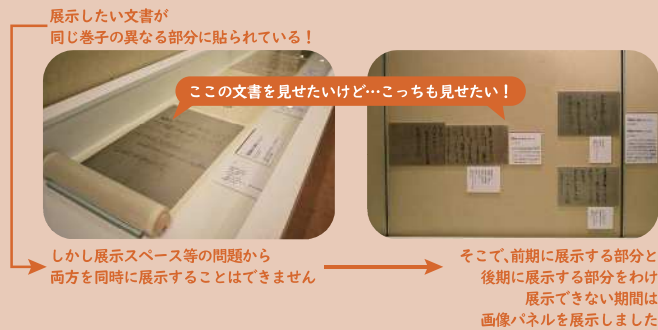 展示したい文書が
同じ巻子の異なる部分に貼られている！
ここの文書を見せたいけど…こっちも見せたい！
しかし展示スペース等の問題から
両方を同時に展示することはできません
そこで、前期に展示する部分と
後期に展示する部分をわけ
展示できない期間は
画像パネルを展示しました